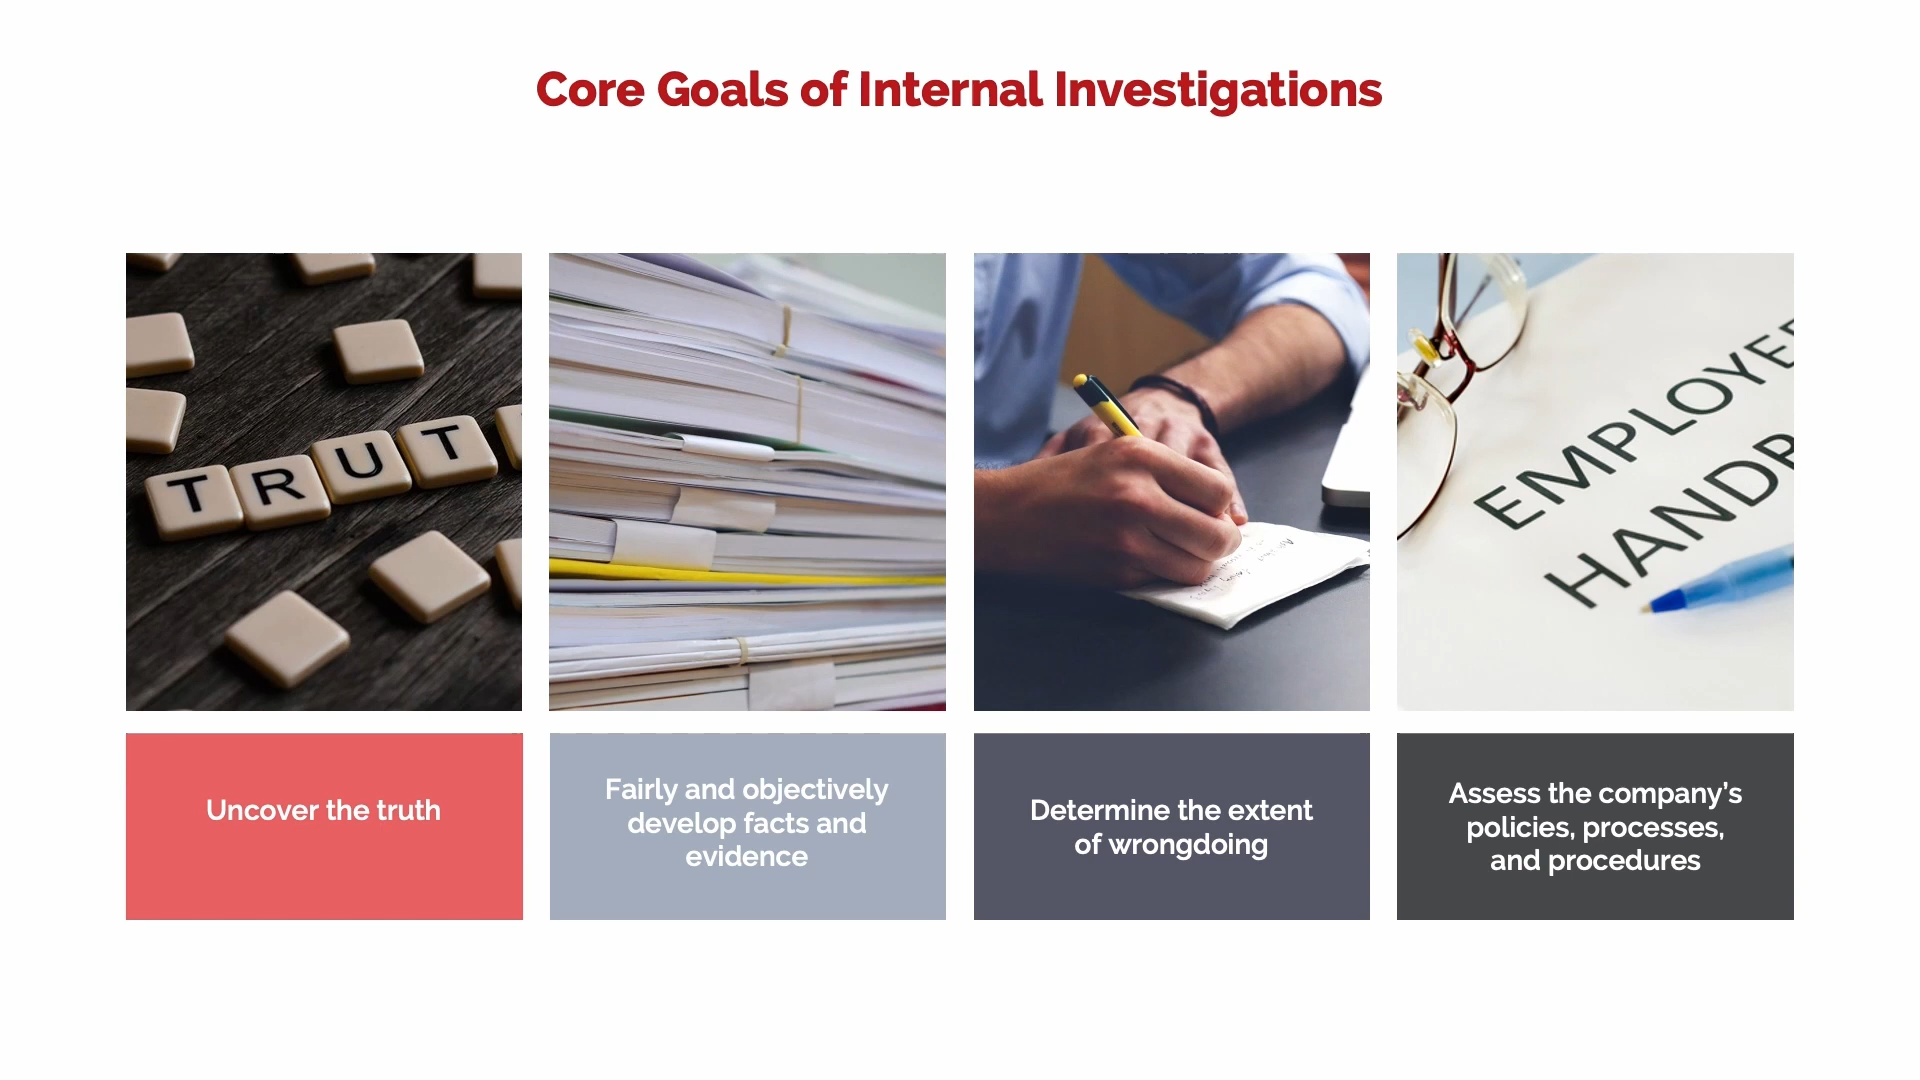 Core Goals of Internal Investigations
TRUT
EMPLOYE
HAND
Uncover the truth
Fairly and objectively
develop facts and
evidence
Determine the extent
of wrongdoing
Assess the company's
policies, processes,
and procedures